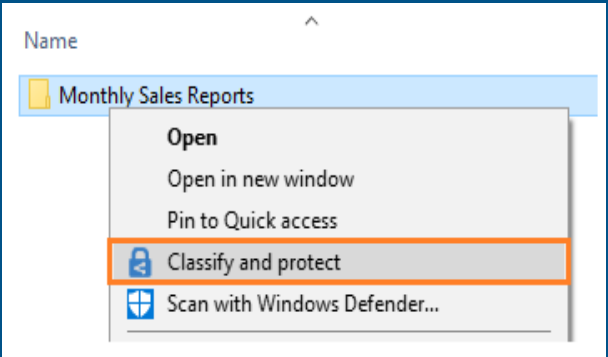 Name
Monthly Sales Reports
Open
Open in new window
Pin to Quick access
Classify and protect
Scan with Windows Defender...